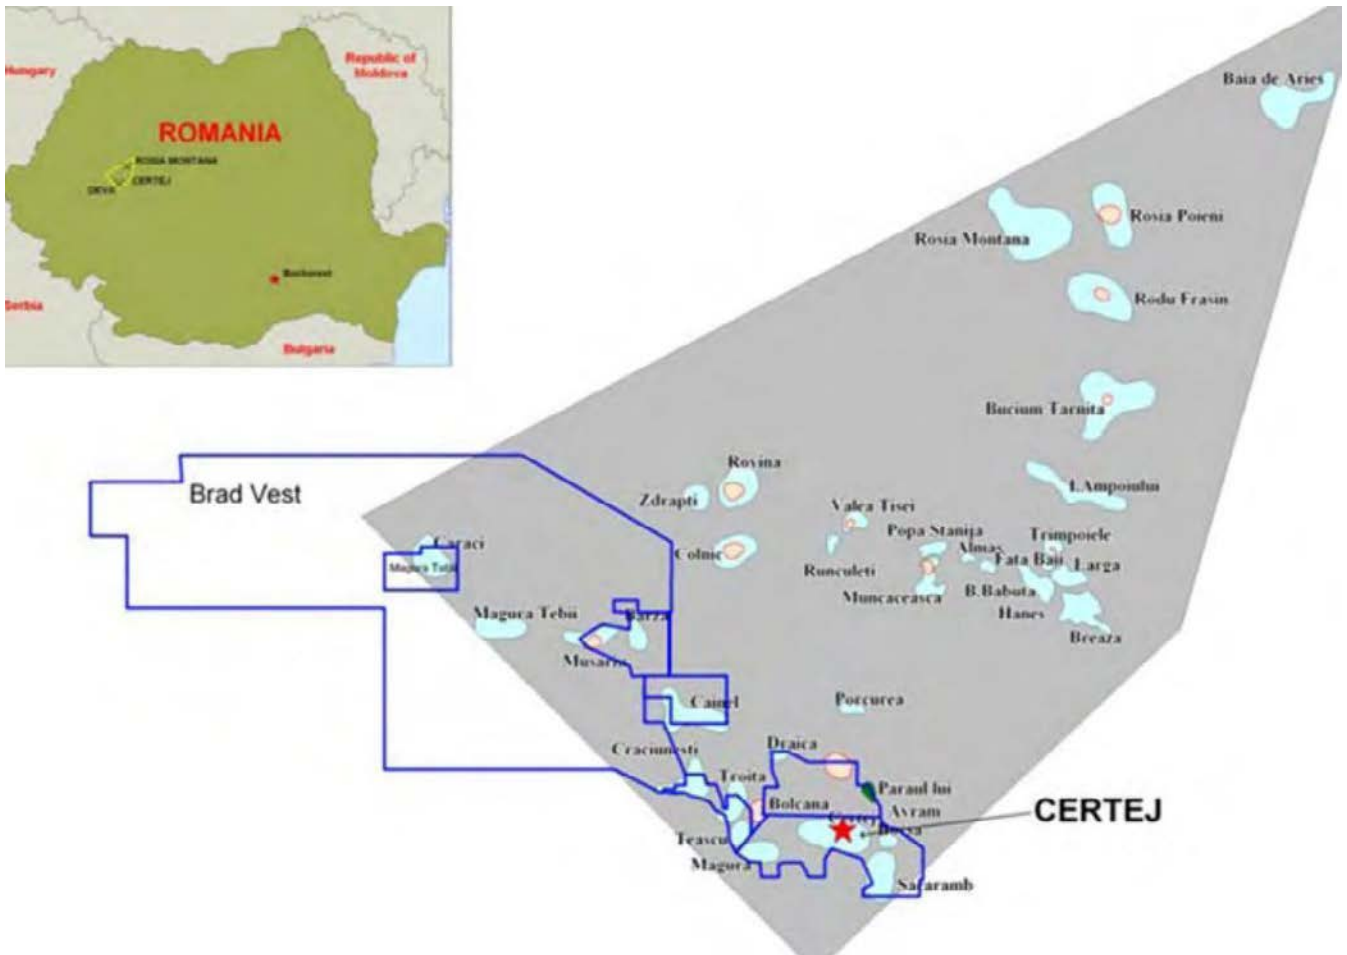 Hungary
Republic of
Moldova
ROMANIA
ROSIA MONTANA
DEVA
CERTEJ
Bucharest
Serbia
Bulgaria
Baia de Aries
Rosia Poieni
Rosia Montana
Rodu Frasin
Bucium Tarnita
Rovina
Zdrapti
I.Ampoiului
Brad Vest
Valea Tisei
Popa Stanija
Trimpoiele
Caraci
Colnic
Almas
Fata Baii
Larga
Runculeti
Muncaceasca
B.Babuta
Hanes
Magura Tebii
Barza
Breaza
Musariu
Cainel
Porcurea
Craciunesti
Draica
Troita
Bolcana
Paraul lui
Avram
CERTEJ
Certej
Teascu
Magura
Sacaramb